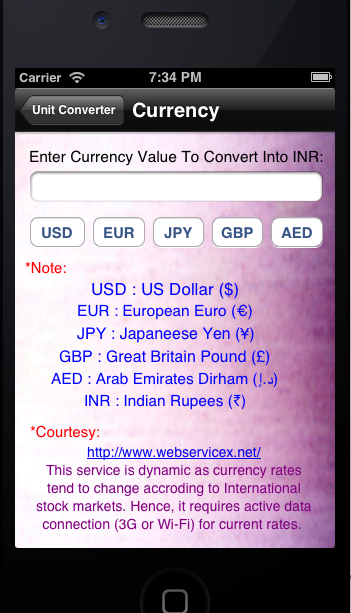 Carrier 7:34 PM
Unit Converter Currency
Enter Currency Value To Convert Into INR:
USD EUR JPY GBP AED
*Note:
USD : US Dollar ($)
EUR : European Euro (€)
JPY : Japaneese Yen (¥)
GBP : Great Britain Pound (£)
AED : Arab Emirates Dirham (د.إ)
INR : Indian Rupees (₹)
*Courtesy:
http://www.webservicex.net/
This service is dynamic as currency rates
tend to change accroding to International
stock markets. Hence, it requires active data
connection (3G or Wi-Fi) for current rates.